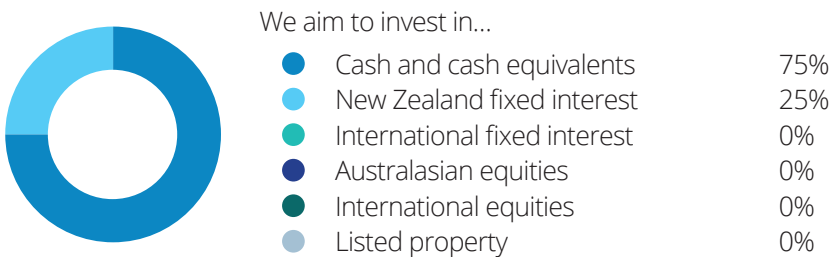 We aim to invest in...
Cash and cash equivalents 75%
New Zealand fixed interest 25%
International fixed interest 0%
Australasian equities 0%
International equities 0%
Listed property 0%